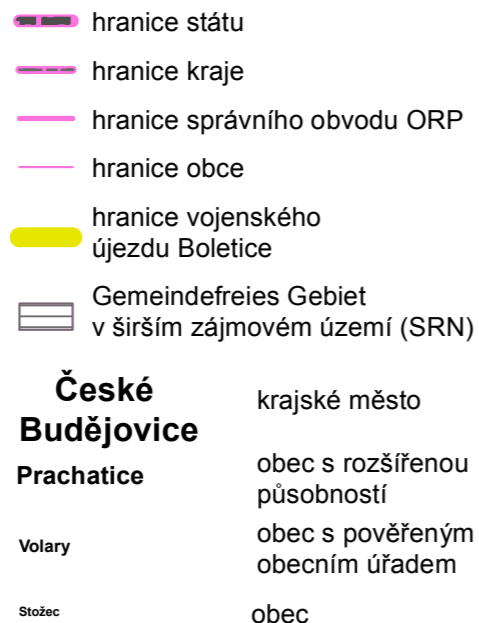 hranice státu
hranice kraje
hranice správního obvodu ORP
hranice obce
hranice vojenského
újezdu Boletice
Gemeindefreies Gebiet
v širším zájmovém území (SRN)
České
Budějovice
krajské město
Prachatice
obec s rozšířenou
působností
Volary
obec s pověřeným
obecním úřadem
Stožec
obec